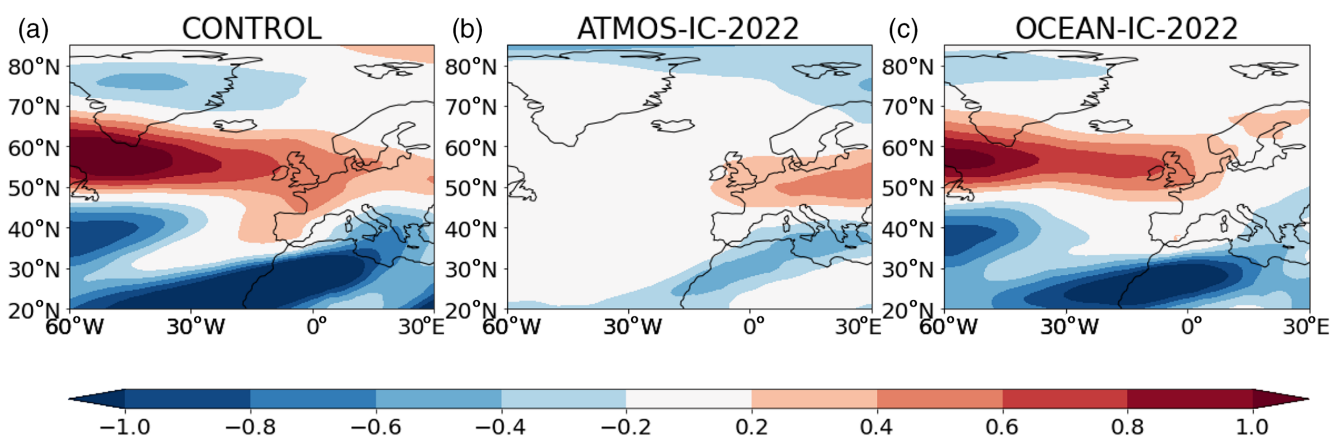 (a) CONTROL (b) ATMOS-IC-2022 (c) OCEAN-IC-2022
80°N 80°N 80°N
70°N 70°N 70°N
60°N 60°N 60°N
50°N 50°N 50°N
40°N 40°N 40°N
30°N 30°N 30°N
20°N 20°N 20°N
60°W 30°W 0° 30°E 60°W 30°W 0° 30°E 60°W 30°W 0° 30°E
−1.0 −0.8 −0.6 −0.4 −0.2 0.2 0.4 0.6 0.8 1.0